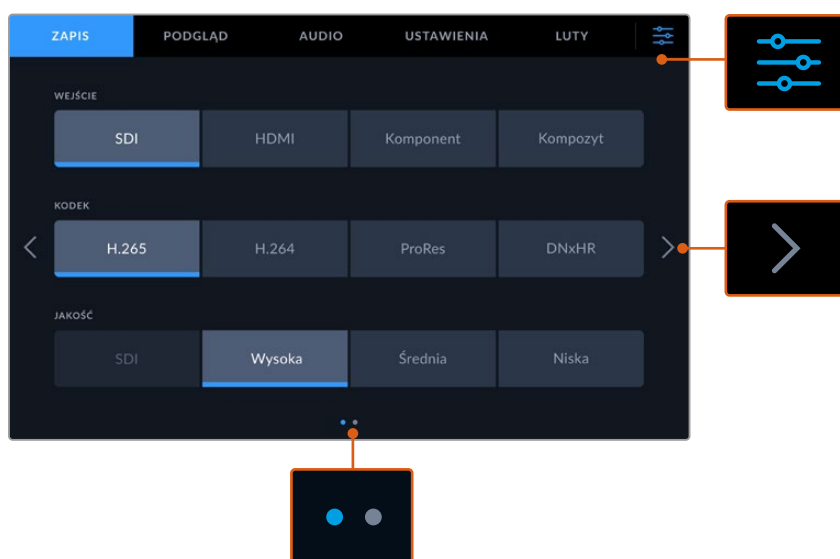 ZAPIS PODGLĄD AUDIO USTAWIENIA LUTY
WEJŚCIE
SDI HDMI Komponent Kompozyt
KODEK
H.265 H.264 ProRes DNxHR
JAKOŚĆ
SDI Wysoka Średnia Niska